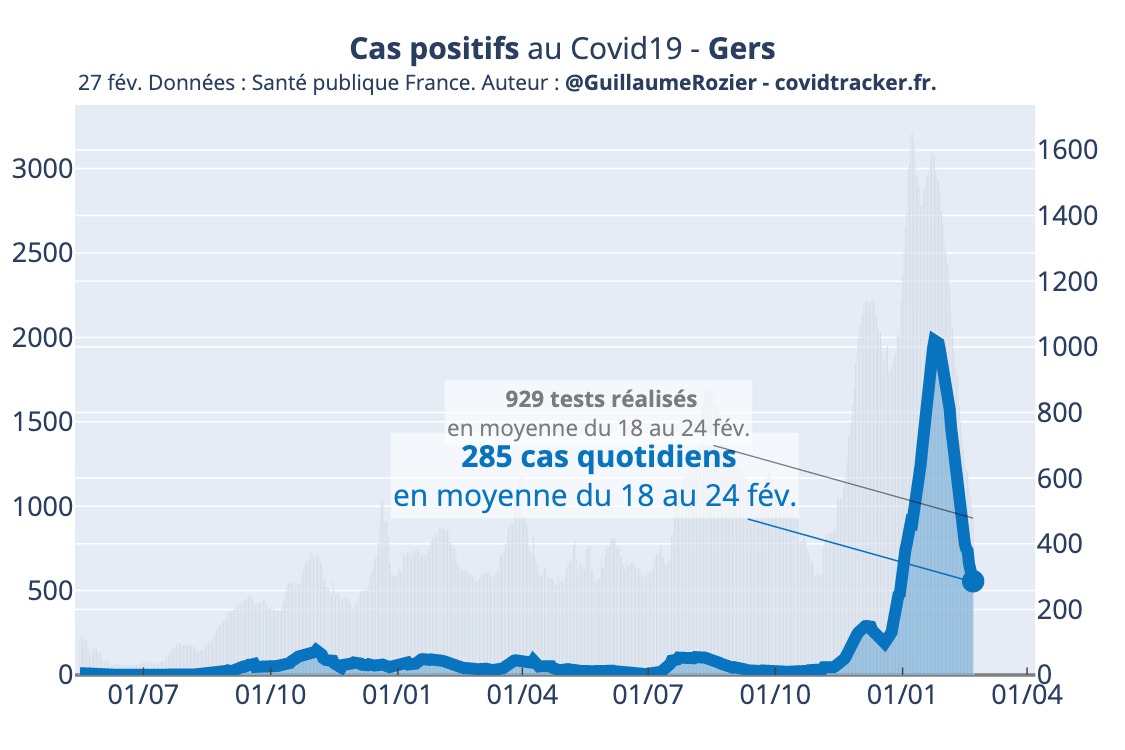 Cas positifs au Covid19 - Gers
27 fév. Données : Santé publique France. Auteur : @GuillaumeRozier - covidtracker.fr.
3000
2500
2000
1500
1000
500
0
1600
1400
1200
1000
800
600
400
200
0
929 tests réalisés
en moyenne du 18 au 24 fév.
285 cas quotidiens
en moyenne du 18 au 24 fév.
01/07 01/10 01/01 01/04 01/07 01/10 01/01 01/04